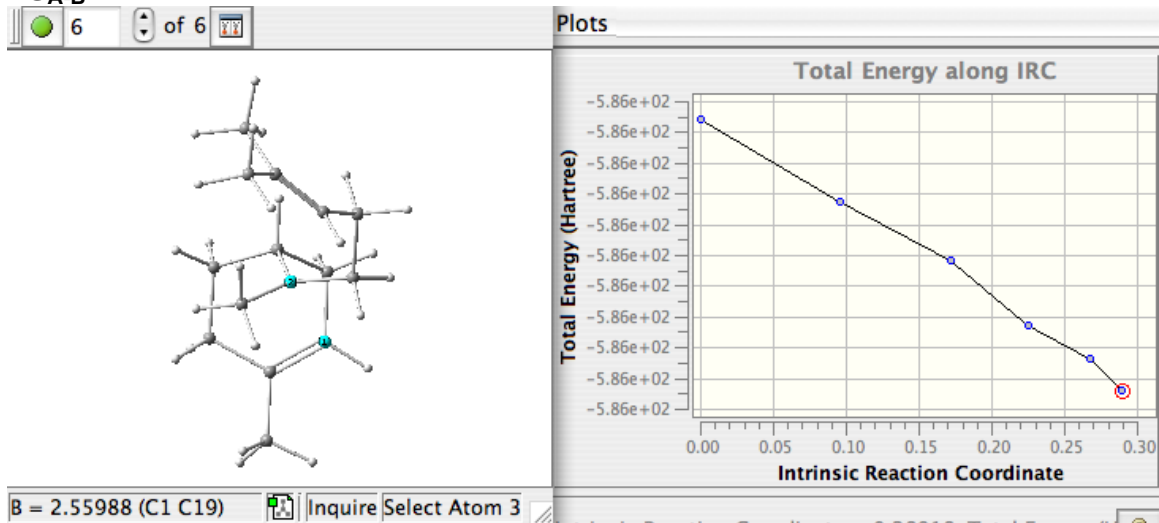 A B
6 of 6
Plots
Total Energy along IRC
Total Energy (Hartree)
-5.86e+02
-5.86e+02
-5.86e+02
-5.86e+02
-5.86e+02
-5.86e+02
-5.86e+02
-5.86e+02
-5.86e+02
-5.86e+02
-5.86e+02
0.00 0.05 0.10 0.15 0.20 0.25 0.30
Intrinsic Reaction Coordinate
B = 2.55988 (C1 C19) Inquire Select Atom 3